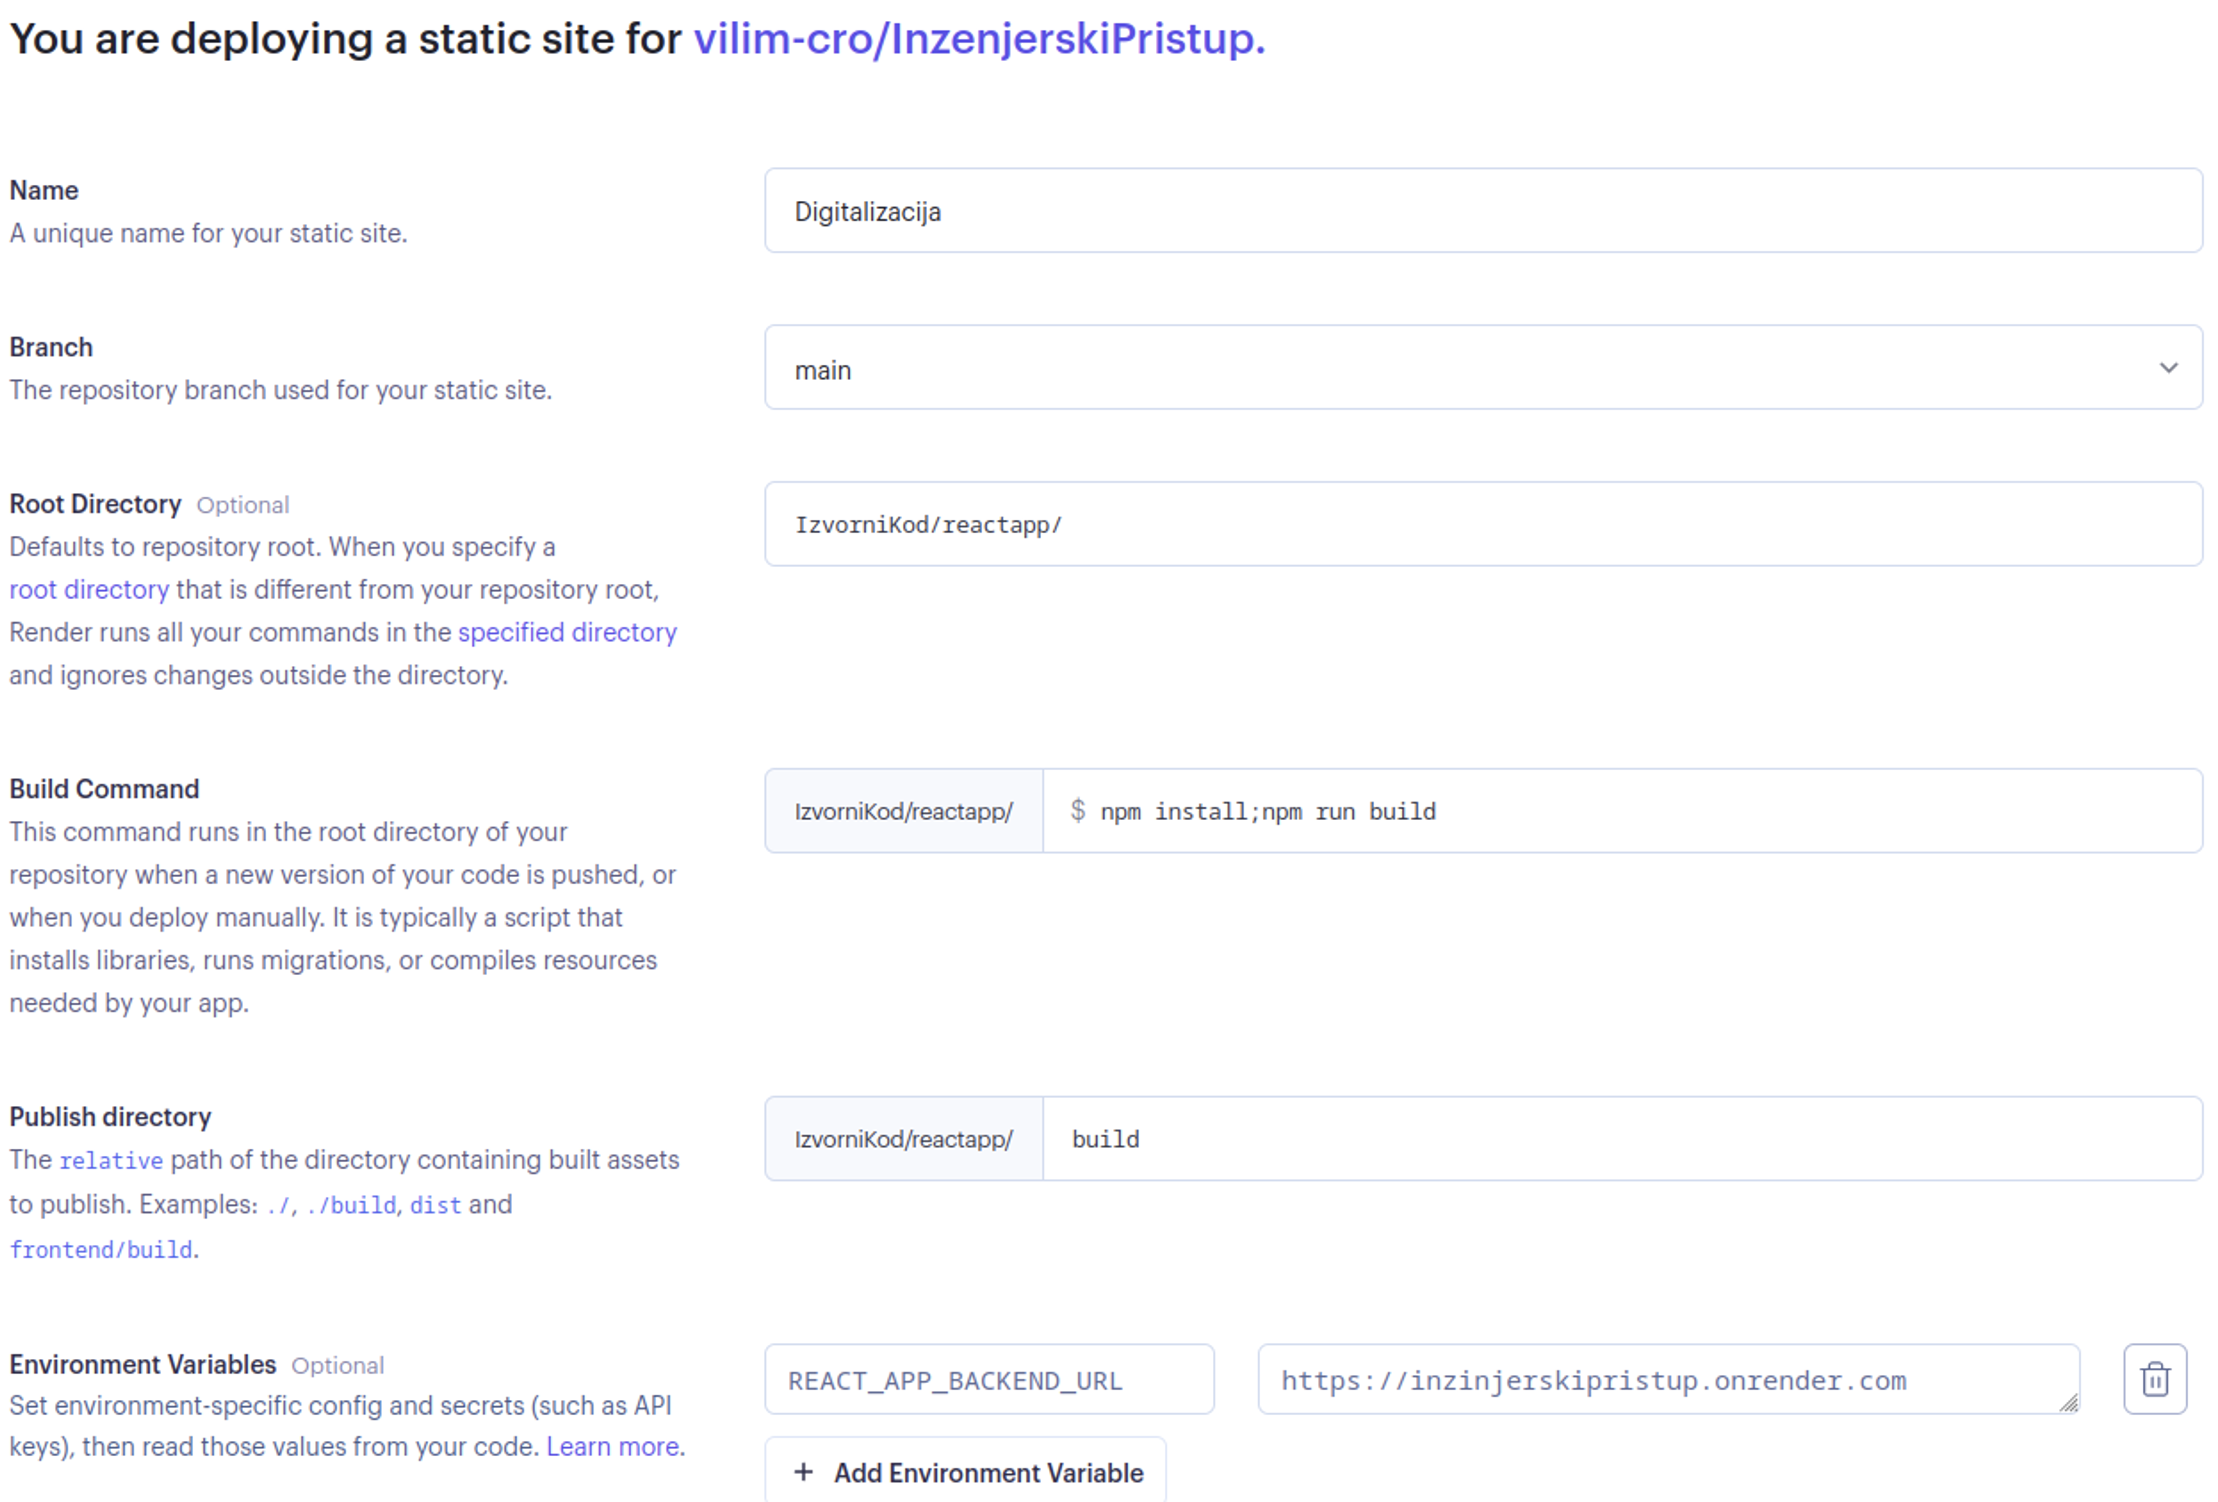 You are deploying a static site for vilim-cro/InzenjerskiPristup.
Name
A unique name for your static site.
Digitalizacija
Branch
The repository branch used for your static site.
main
Root Directory Optional
Defaults to repository root. When you specify a
root directory that is different from your repository root,
Render runs all your commands in the specified directory
and ignores changes outside the directory.
IzvorniKod/reactapp/
Build Command
This command runs in the root directory of your
repository when a new version of your code is pushed, or
when you deploy manually. It is typically a script that
installs libraries, runs migrations, or compiles resources
needed by your app.
IzvorniKod/reactapp/ $ npm install;npm run build
Publish directory
The relative path of the directory containing built assets
to publish. Examples: ./, ./build, dist and
frontend/build.
IzvorniKod/reactapp/ build
Environment Variables Optional
Set environment-specific config and secrets (such as API
keys), then read those values from your code. Learn more.
REACT_APP_BACKEND_URL https://inzinjerskipristup.onrender.com
+ Add Environment Variable